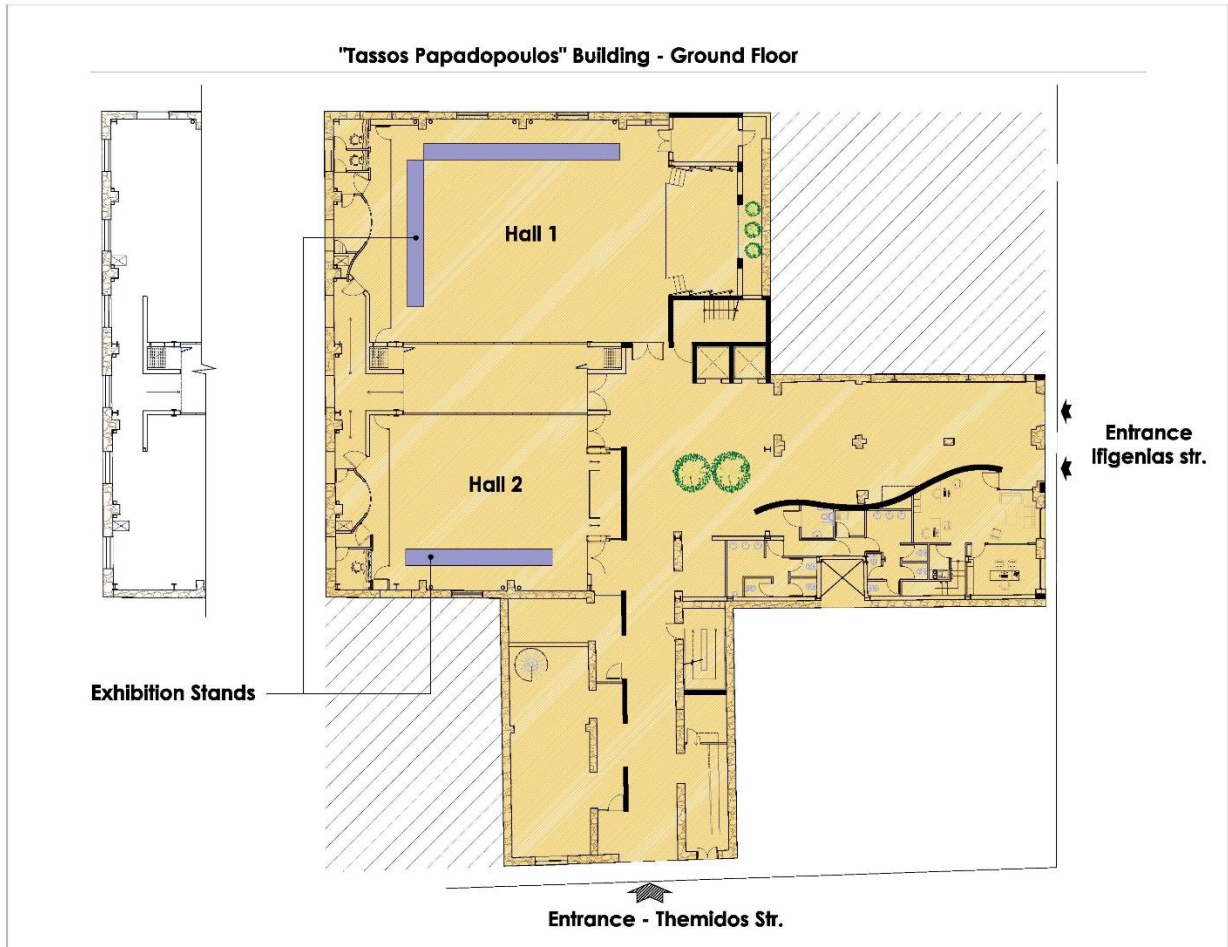 "Tassos Papadopoulos" Building - Ground Floor
Hall 1
Entrance
Ifigenias str.
Hall 2
Exhibition Stands
Entrance - Themidos Str.